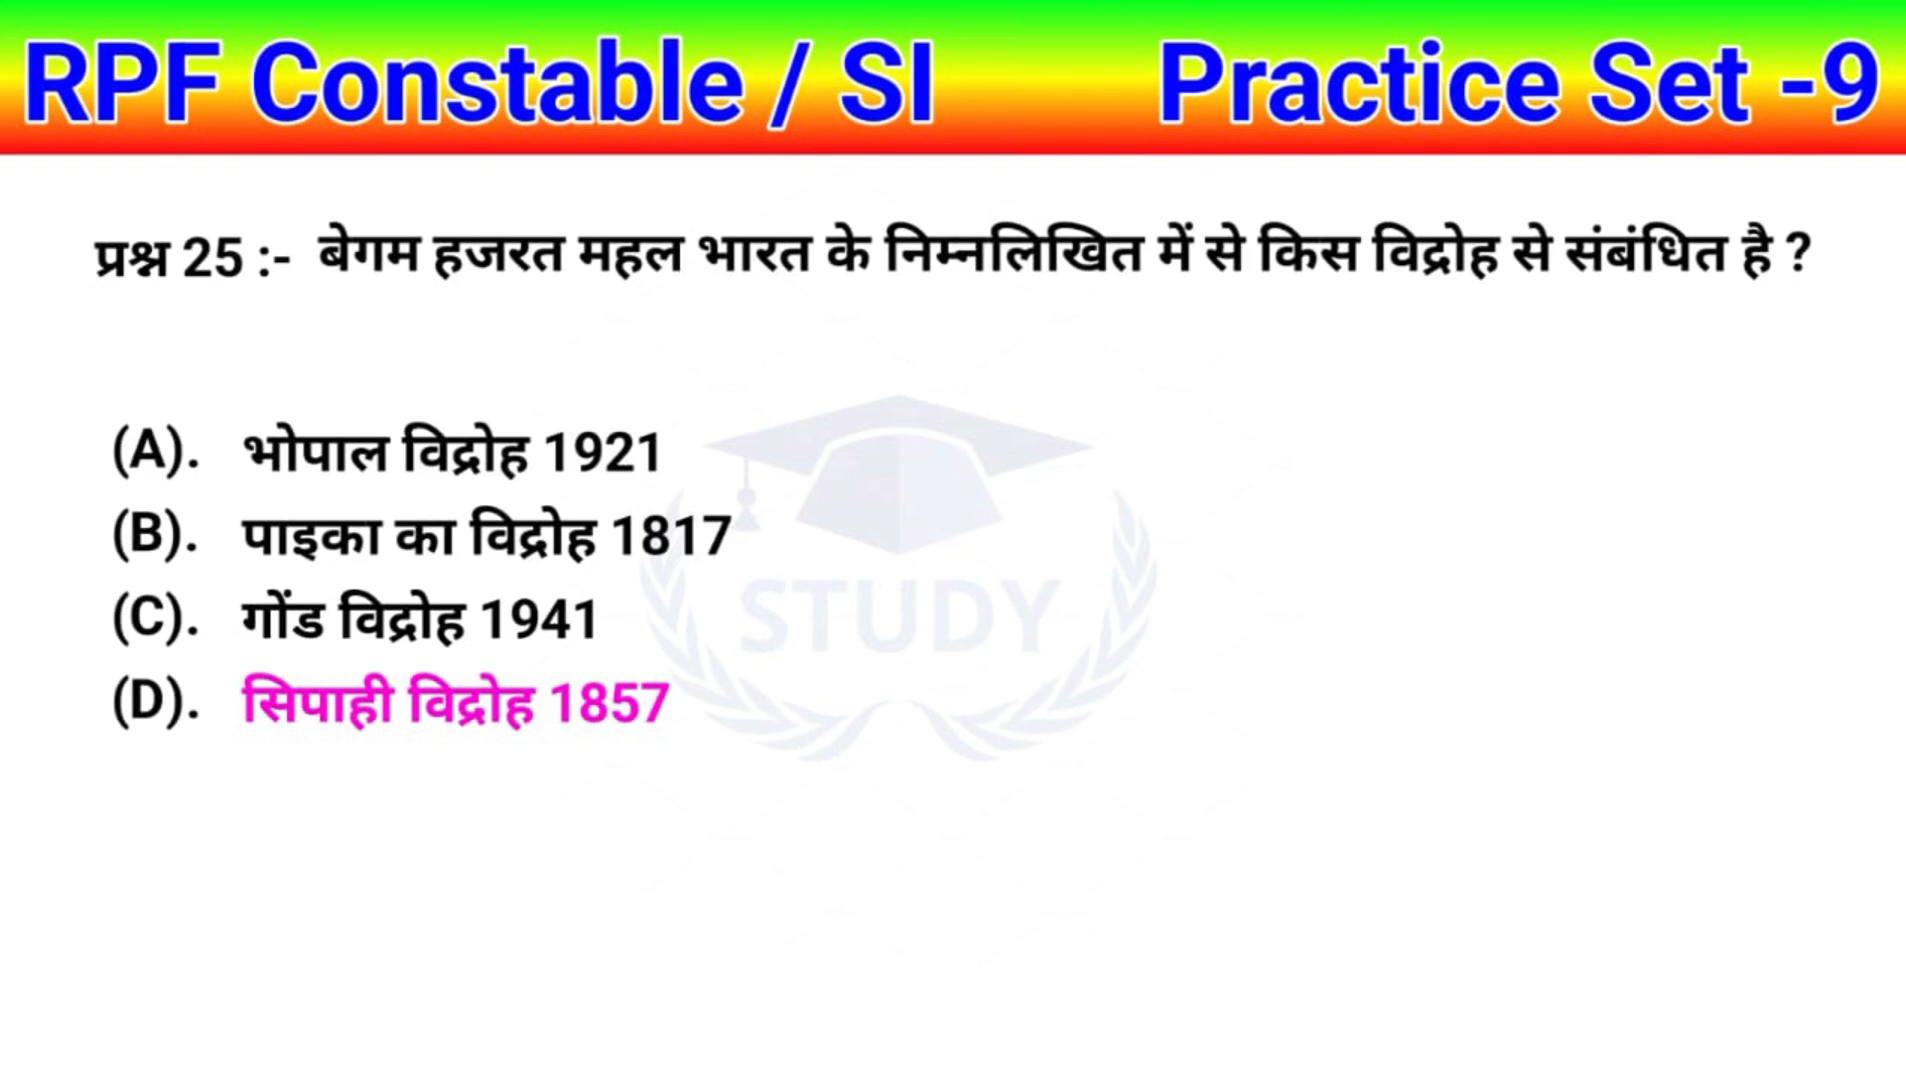 RPF Constable / SI Practice Set -9
प्रश्न 25 :- बेगम हजरत महल भारत के निम्नलिखित में से किस विद्रोह से संबंधित है ?
(A). भोपाल विद्रोह 1921
(B). पाइका का विद्रोह 1817
(C). गोंड विद्रोह 1941
(D). सिपाही विद्रोह 1857
STUDY